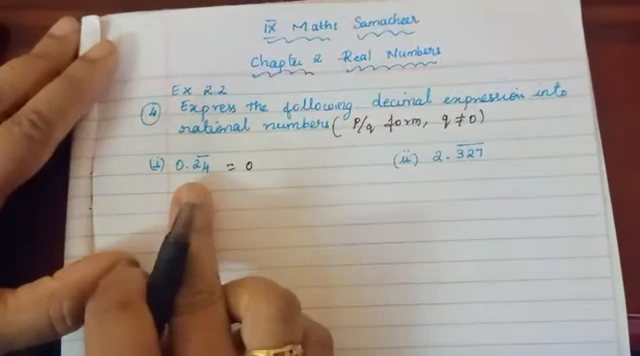 IX Maths Samacheer
Chapter 2 Real Numbers
Ex 2.2
④ Express the following decimal expression into
rational numbers (P/q form, q ≠ 0)
(i) 0.2̅4̅ = 0
(ii) 2.3̅2̅7̅